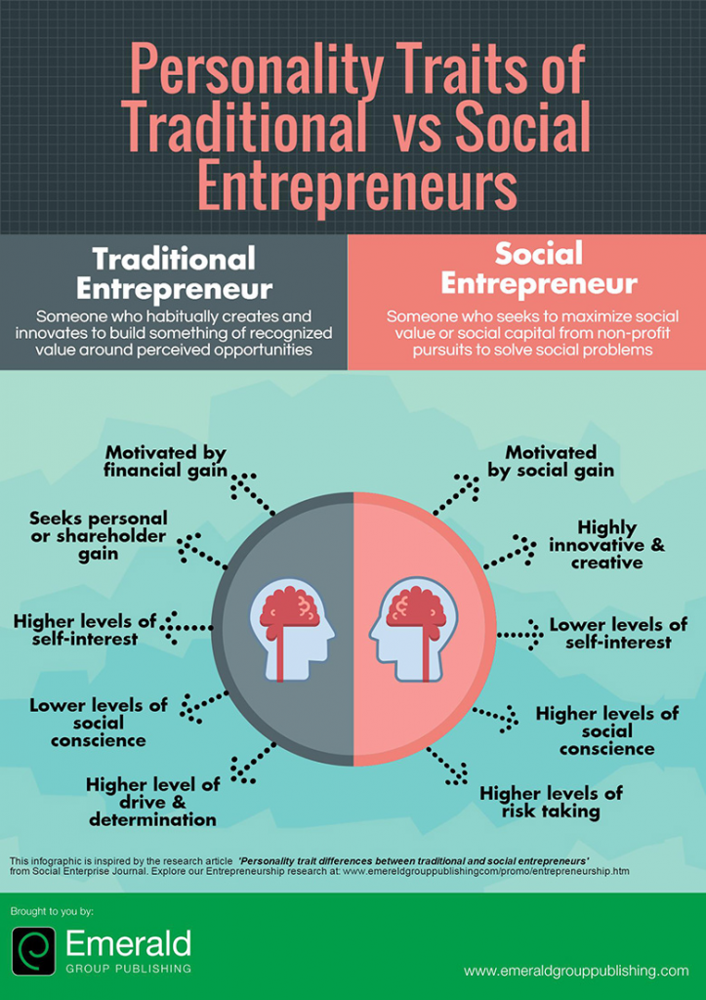 Personality Traits of
Traditional vs Social
Entrepreneurs
Traditional
Entrepreneur
Someone who habitually creates and
innovates to build something of recognized
value around perceived opportunities
Social
Entrepreneur
Someone who seeks to maximize social
value or social capital from non-profit
pursuits to solve social problems
Motivated by
financial gain
Seeks personal
or shareholder
gain
Higher levels of
self-interest
Lower levels of
social
conscience
Higher level of
drive &
determination
Motivated
by social gain
Highly
innovative &
creative
Lower levels of
self-interest
Higher levels of
social
conscience
Higher levels of
risk taking
This infographic is inspired by the research article 'Personality trait differences between traditional and social entrepreneurs'
from Social Enterprise Journal. Explore our Entrepreneurship research at: www.emereldgrouppublishingcom/promo/entrepreneurship.htm
Brought to you by:
Emerald
GROUP PUBLISHING
www.emeraldgrouppublishing.com